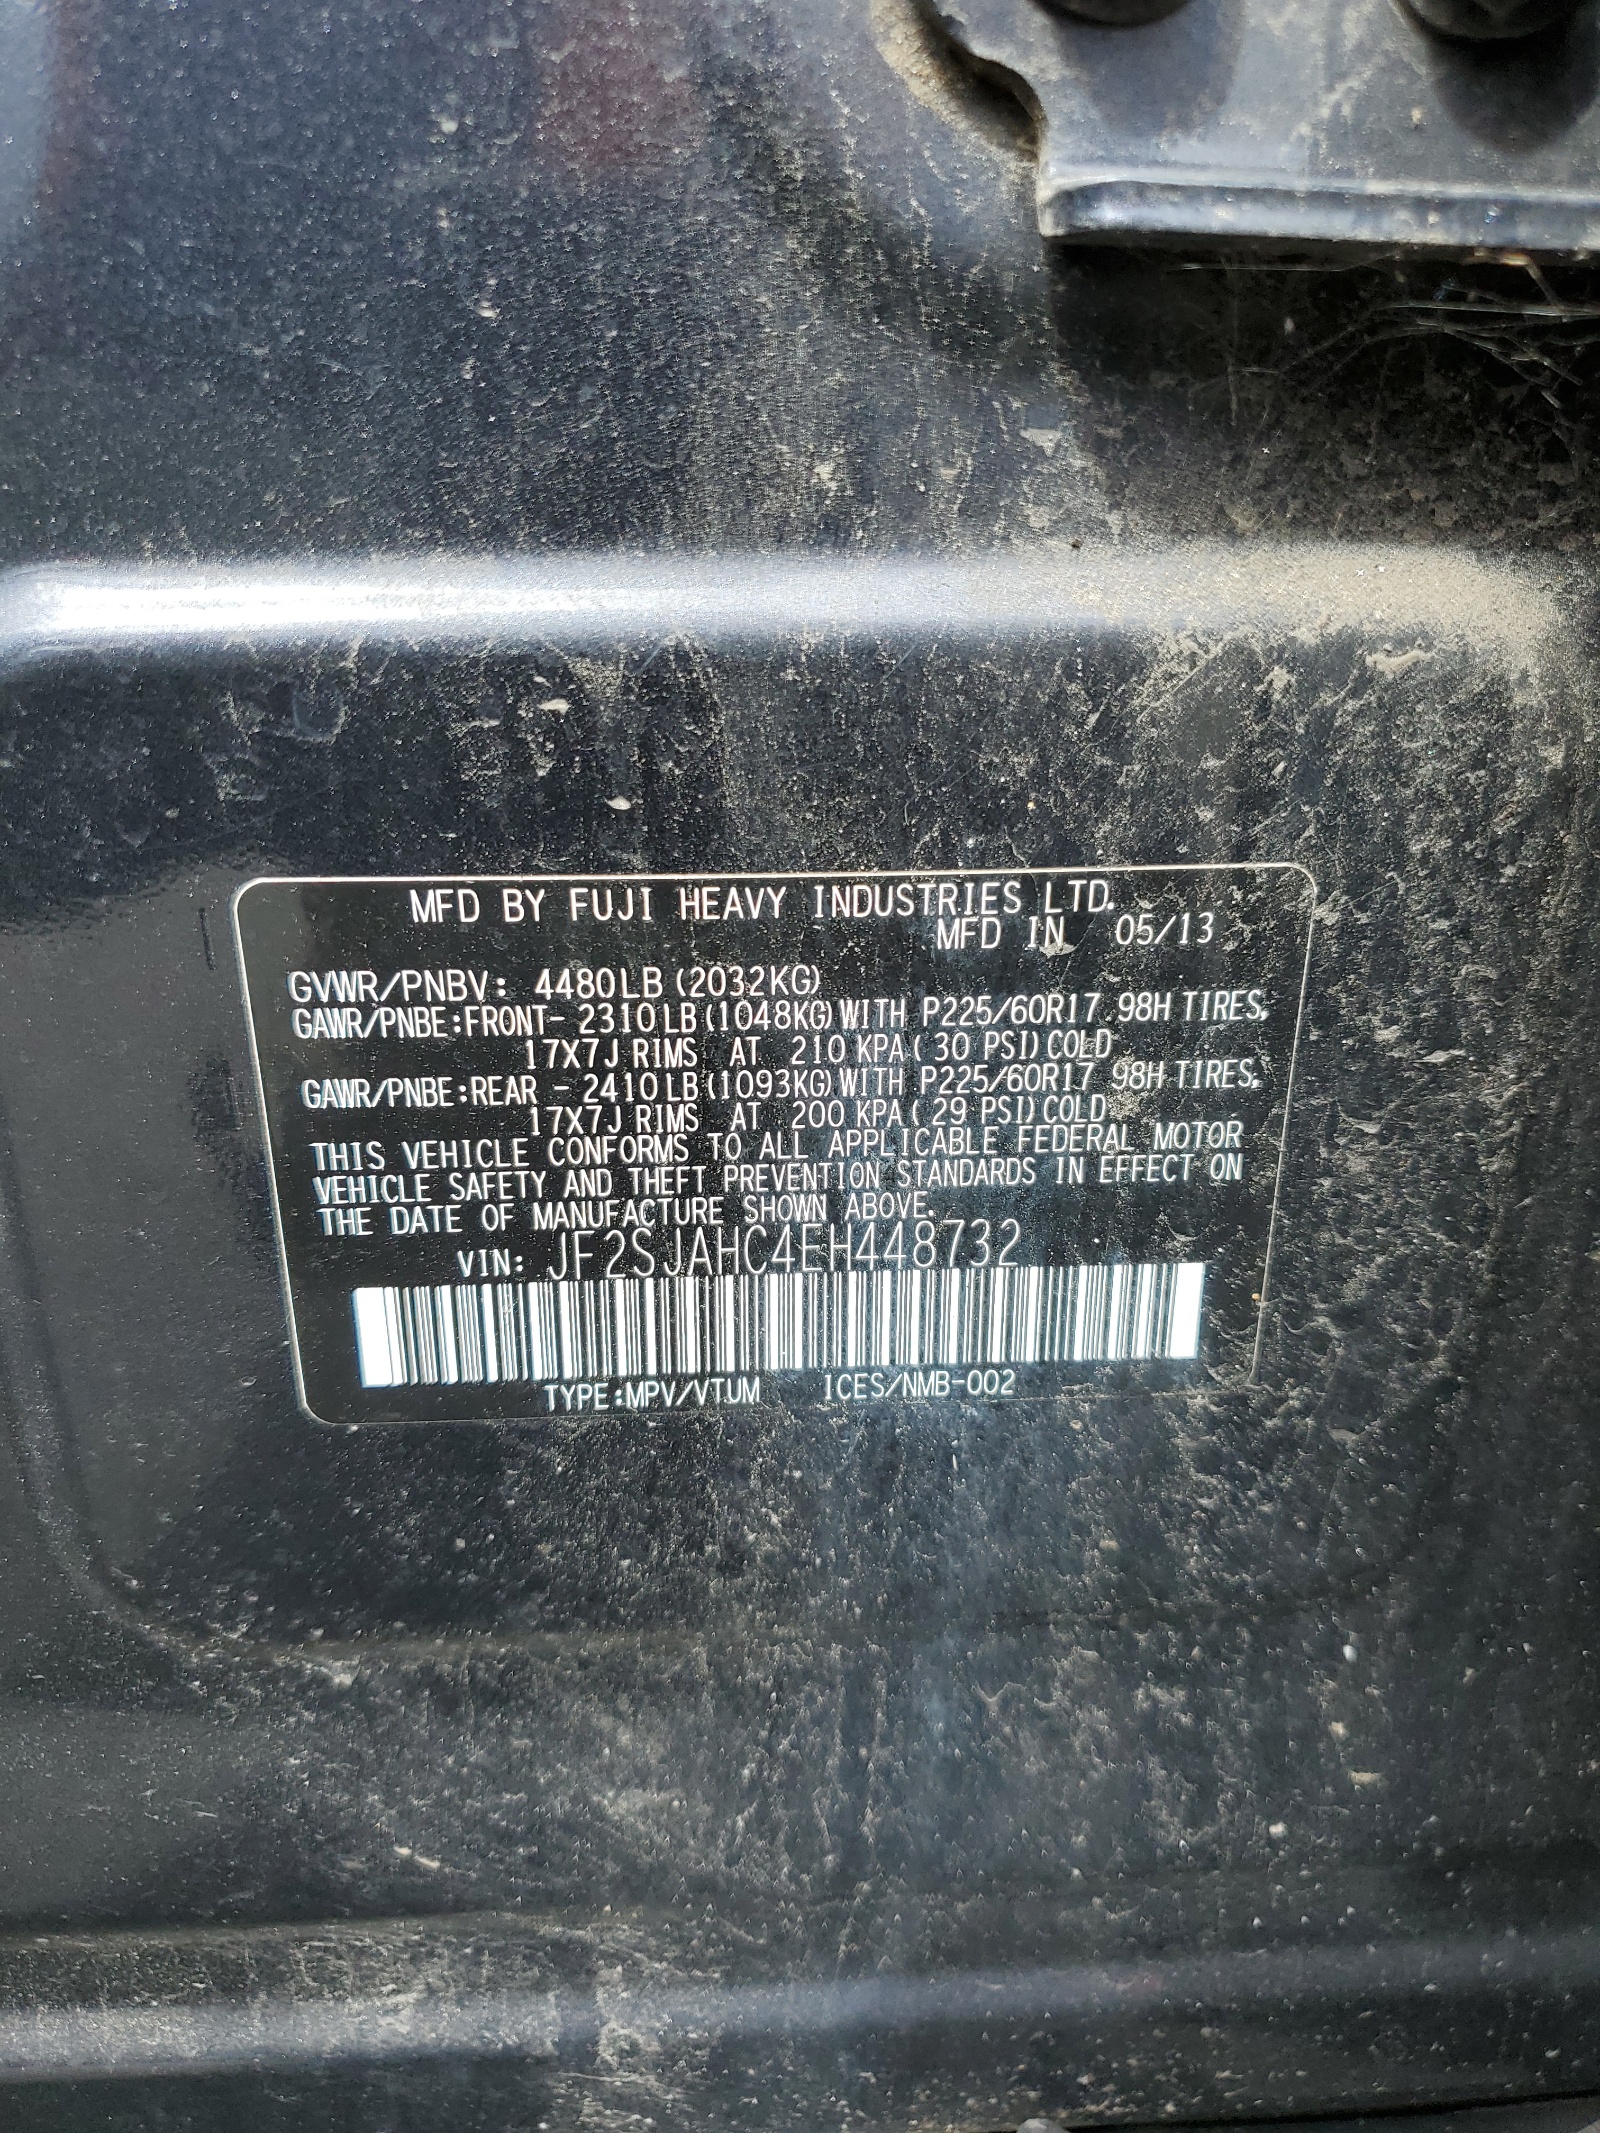 MFD BY FUJI HEAVY INDUSTRIES LTD.
MFD IN 05/13
GVWR/PNBV: 4480LB (2032KG)
GAWR/PNBE:FRONT- 2310LB(1048KG)WITH P225/60R17 98H TIRES,
17X7J RIMS AT 210 KPA( 30 PSI)COLD
GAWR/PNBE:REAR - 2410LB(1093KG)WITH P225/60R17 98H TIRES,
17X7J RIMS AT 200 KPA( 29 PSI)COLD
THIS VEHICLE CONFORMS TO ALL APPLICABLE FEDERAL MOTOR
VEHICLE SAFETY AND THEFT PREVENTION STANDARDS IN EFFECT ON
THE DATE OF MANUFACTURE SHOWN ABOVE.
VIN: JF2SJAHC4EH448732
TYPE:MPV/VTUM ICES/NMB-002